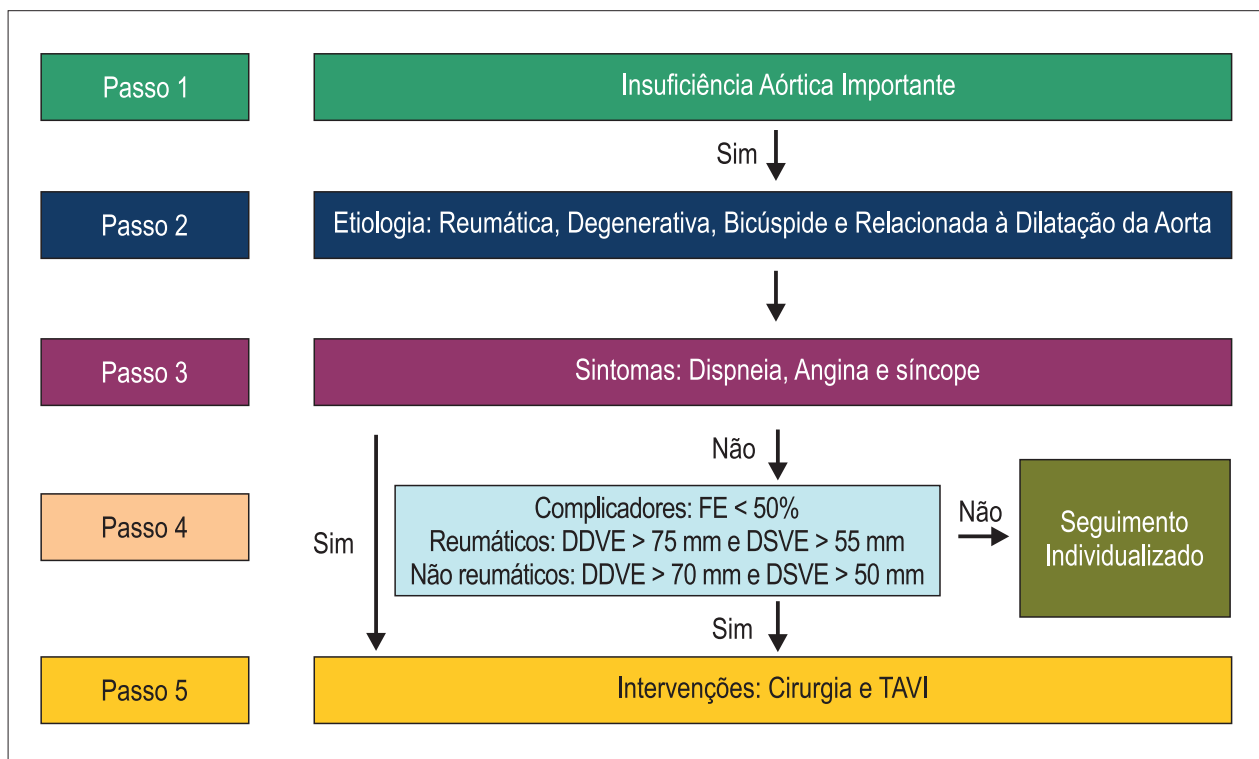 Passo 1
Insuficiência Aórtica Importante
Sim
Passo 2
Etiologia: Reumática, Degenerativa, Bicúspide e Relacionada à Dilatação da Aorta
Passo 3
Sintomas: Dispneia, Angina e síncope
Não
Passo 4
Sim
Complicadores: FE < 50%
Reumáticos: DDVE > 75 mm e DSVE > 55 mm
Não reumáticos: DDVE > 70 mm e DSVE > 50 mm
Não
Seguimento
Individualizado
Sim
Passo 5
Intervenções: Cirurgia e TAVI